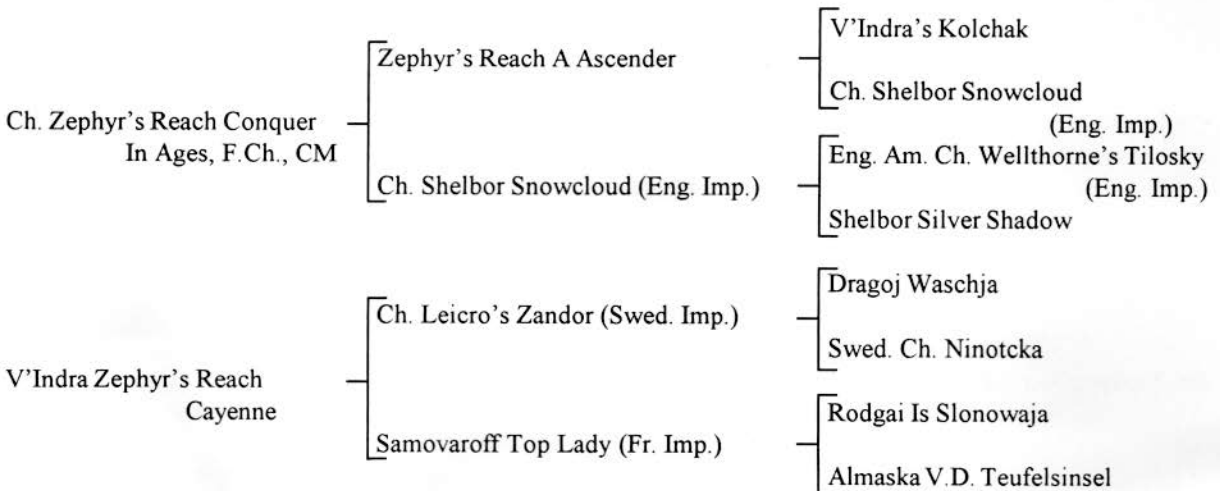 V'Indra's Kolchak
Zephyr's Reach A Ascender
Ch. Shelbor Snowcloud
(Eng. Imp.)
Ch. Zephyr's Reach Conquer
In Ages, F.Ch., CM
Eng. Am. Ch. Wellthorne's Tilosky
(Eng. Imp.)
Ch. Shelbor Snowcloud (Eng. Imp.)
Shelbor Silver Shadow
Dragoj Waschja
Ch. Leicro's Zandor (Swed. Imp.)
Swed. Ch. Ninotcka
V'Indra Zephyr's Reach
Cayenne
Rodgai Is Slonowaja
Samovaroff Top Lady (Fr. Imp.)
Almaska V.D. Teufelsinsel